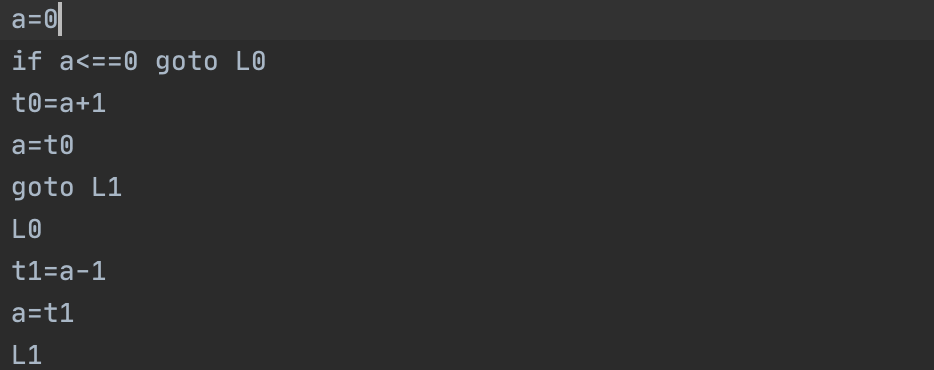 a=0
if a<==0 goto L0
t0=a+1
a=t0
goto L1
L0
t1=a-1
a=t1
L1